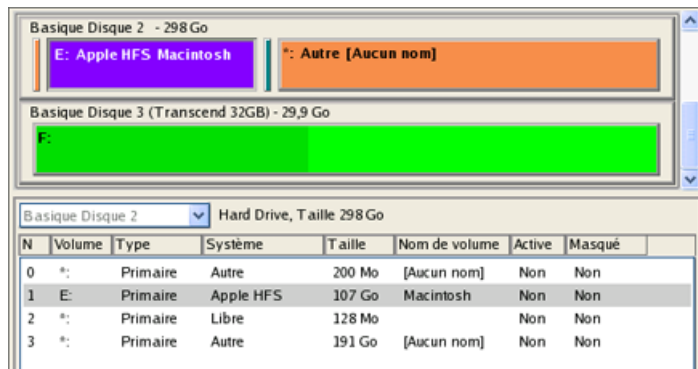 Basique Disque 2 - 298 Go
E: Apple HFS Macintosh *: Autre [Aucun nom]
Basique Disque 3 (Transcend 32GB) - 29,9 Go
F:
Basique Disque 2 Hard Drive, Taille 298 Go
N Volume Type Système Taille Nom de volume Active Masqué
0 *: Primaire Autre 200 Mo [Aucun nom] Non Non
1 E: Primaire Apple HFS 107 Go Macintosh Non Non
2 *: Primaire Libre 128 Mo Non Non
3 *: Primaire Autre 191 Go [Aucun nom] Non Non